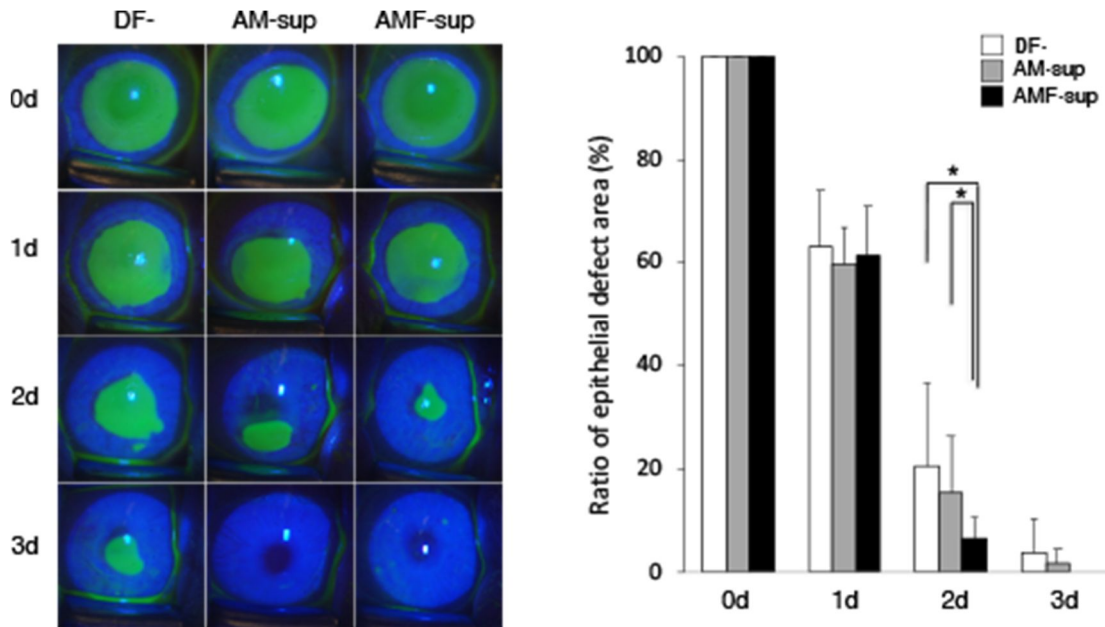 DF- AM-sup AMF-sup
0d
1d
2d
3d
DF-
AM-sup
AMF-sup
Ratio of epithelial defect area (%)
100
80
60
40
20
0
* 
*
0d 1d 2d 3d